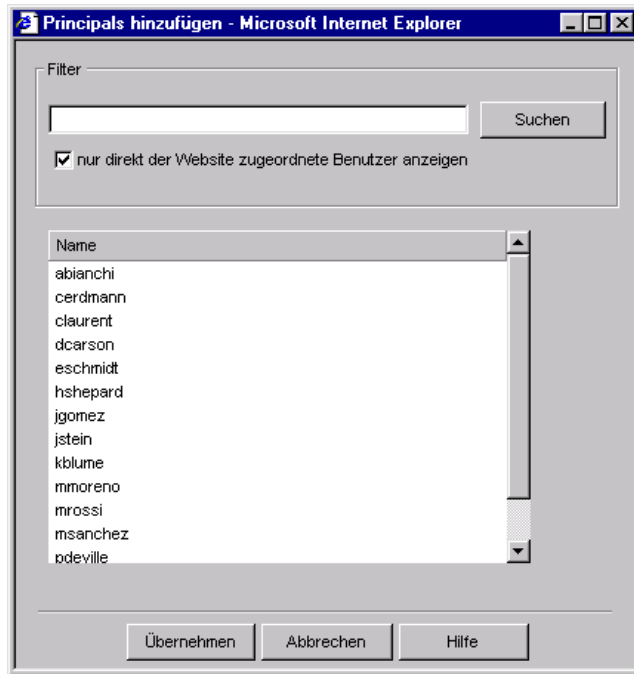 Principals hinzufügen - Microsoft Internet Explorer
Filter
Suchen
nur direkt der Website zugeordnete Benutzer anzeigen
Name
abianchi
cerdmann
claurent
dcarson
eschmidt
hshepard
jgomez
jstein
kblume
mmoreno
mrossi
msanchez
pdeville
Übernehmen Abbrechen Hilfe